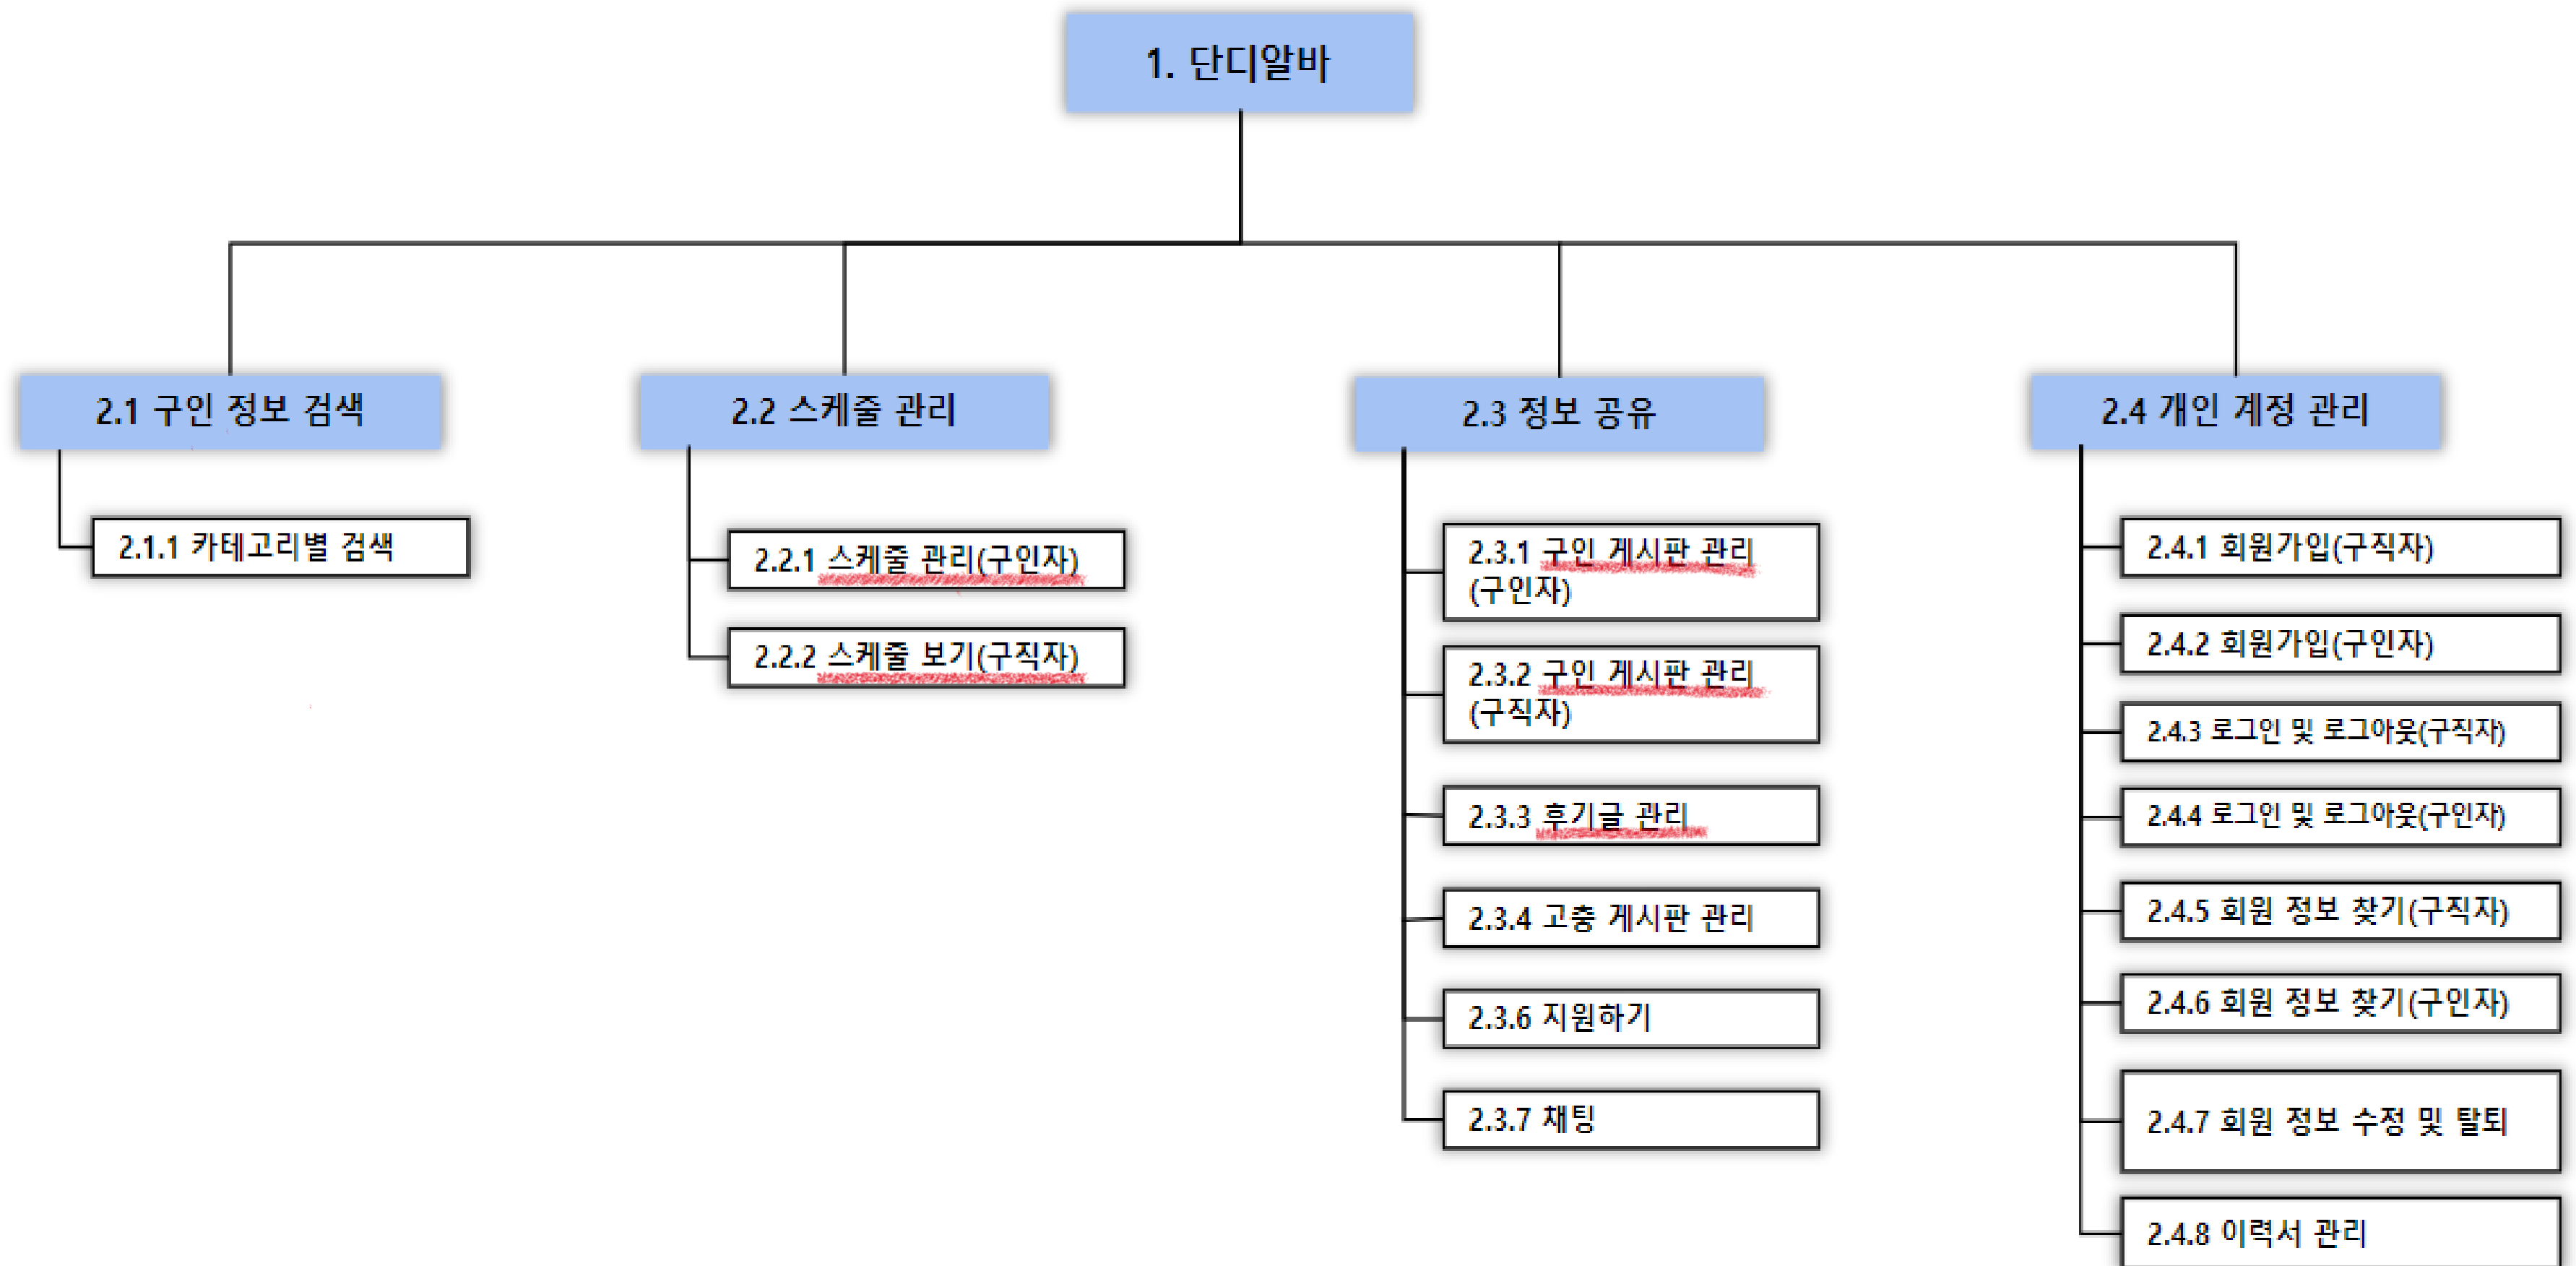 1. 단디알바
2.1 구인 정보 검색
2.1.1 카테고리별 검색
2.2 스케줄 관리
2.2.1 스케줄 관리(구인자)
2.2.2 스케줄 보기(구직자)
2.3 정보 공유
2.3.1 구인 게시판 관리
(구인자)
2.3.2 구인 게시판 관리
(구직자)
2.3.3 후기글 관리
2.3.4 고충 게시판 관리
2.3.6 지원하기
2.3.7 채팅
2.4 개인 계정 관리
2.4.1 회원가입(구직자)
2.4.2 회원가입(구인자)
2.4.3 로그인 및 로그아웃(구직자)
2.4.4 로그인 및 로그아웃(구인자)
2.4.5 회원 정보 찾기(구직자)
2.4.6 회원 정보 찾기(구인자)
2.4.7 회원 정보 수정 및 탈퇴
2.4.8 이력서 관리